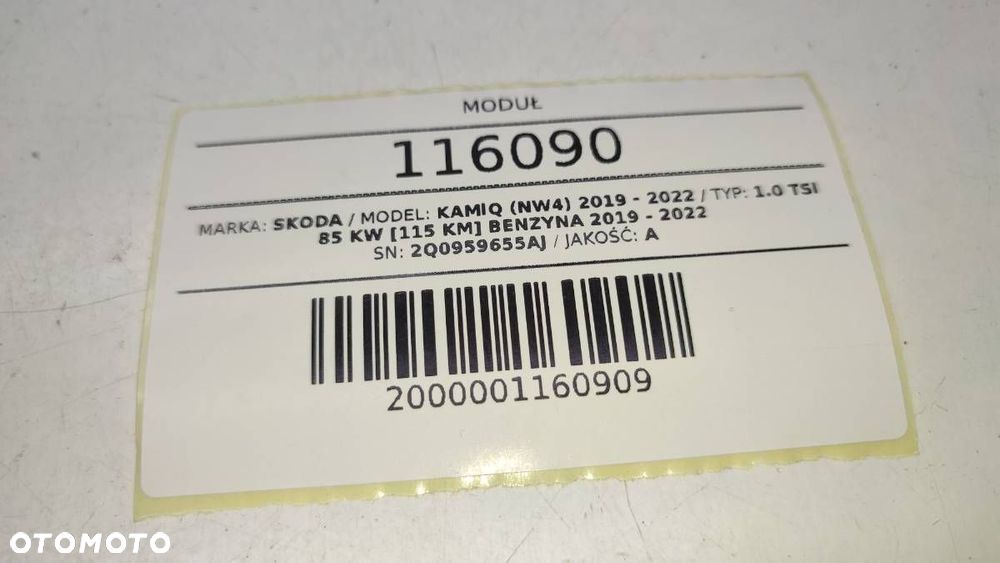 MODUŁ
116090
MARKA: SKODA / MODEL: KAMIQ (NW4) 2019 - 2022 / TYP: 1.0 TSI
85 KW [115 KM] BENZYNA 2019 - 2022
SN: 2Q0959655AJ / JAKOŚĆ: A
2000001160909
OTOMOTO